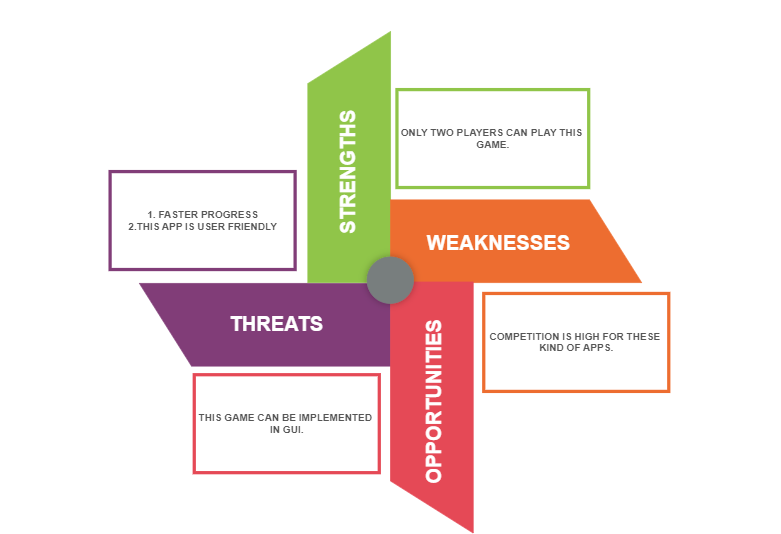 STRENGTHS
ONLY TWO PLAYERS CAN PLAY THIS
GAME.
1. FASTER PROGRESS
2.THIS APP IS USER FRIENDLY
WEAKNESSES
THREATS
OPPORTUNITIES
COMPETITION IS HIGH FOR THESE
KIND OF APPS.
THIS GAME CAN BE IMPLEMENTED
IN GUI.